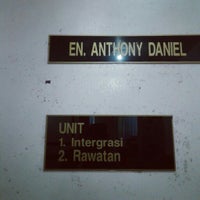 EN. ANTHONY DANIEL
UNIT
1. Intergrasi
2. Rawatan